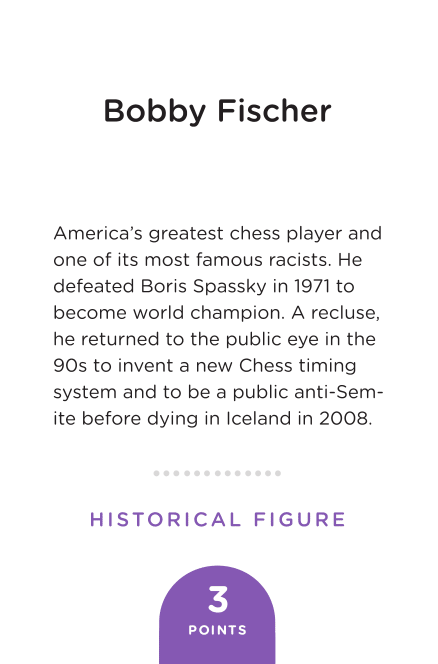 Bobby Fischer
America’s greatest chess player and
one of its most famous racists. He
defeated Boris Spassky in 1971 to
become world champion. A recluse,
he returned to the public eye in the
90s to invent a new Chess timing
system and to be a public anti-Sem-
ite before dying in Iceland in 2008.
HISTORICAL FIGURE
3
POINTS